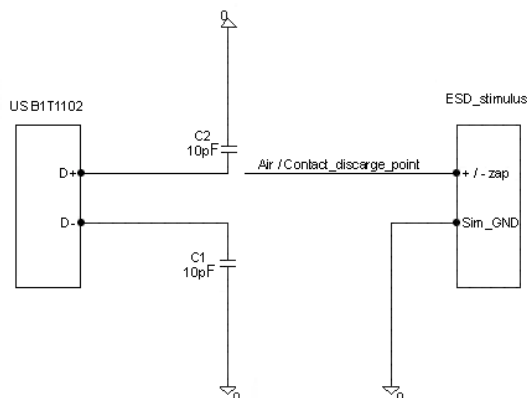 0
USB1T1102
ESD_stimulus
C2
10pF
Air / Contact_discarge_point
D+
+ / - zap
D-
Sim_GND
C1
10pF
0
0